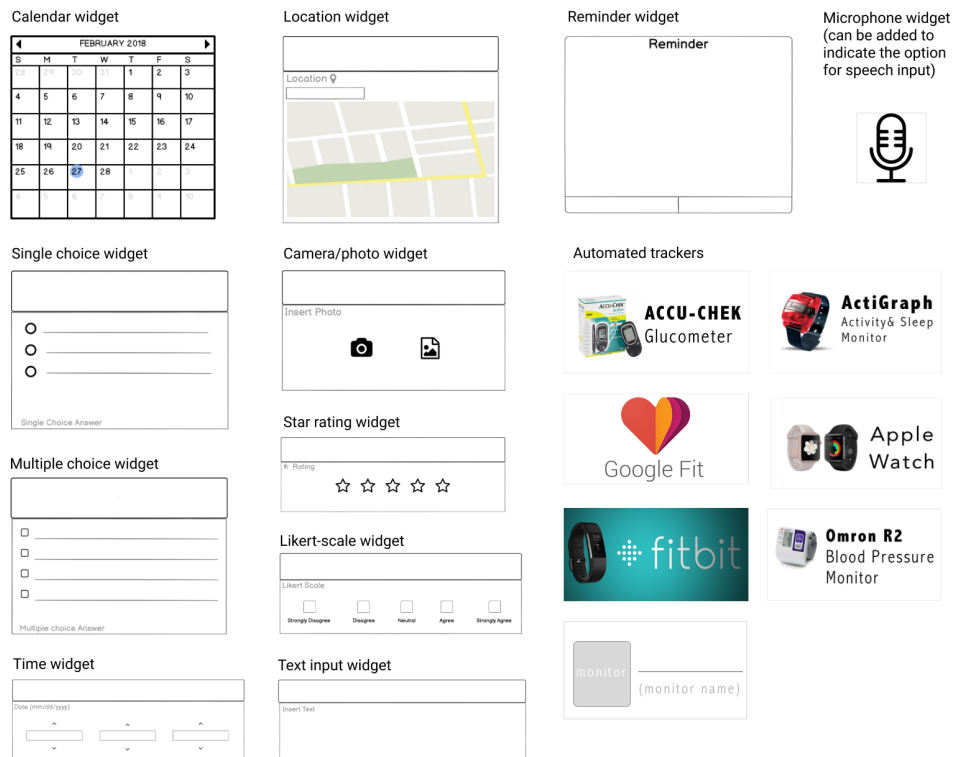 Calendar widget
FEBRUARY 2018
S M T W T F S
28 29 30 31 1 2 3
4 5 6 7 8 9 10
11 12 13 14 15 16 17
18 19 20 21 22 23 24
25 26 27 28 1 2 3
4 5 6 7 8 9 10
Location widget
Location
Reminder widget
Reminder
Microphone widget
(can be added to
indicate the option
for speech input)
Single choice widget
Single Choice Answer
Camera/photo widget
Insert Photo
Automated trackers
ACCU-CHEK
Active
ACCU-CHEK
Glucometer
ActiGraph
Activity& Sleep
Monitor
Star rating widget
Rating
Google Fit
Apple
Watch
Multiple choice widget
Multiple choice Answer
Likert-scale widget
Likert Scale
Strongly Disagree Disagree Neutral Agree Strongly Agree
fitbit
Omron R2
Blood Pressure
Monitor
Time widget
Date (mm/dd/yyyy)
Text input widget
Insert Text
monitor
(monitor name)